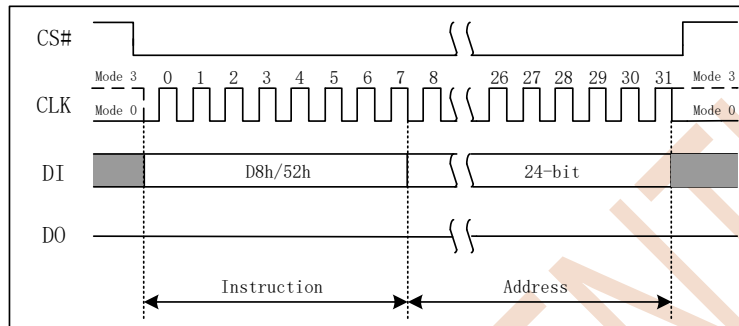 CS#
Mode 3 0 1 2 3 4 5 6 7 8 26 27 28 29 30 31 Mode 3
CLK
Mode 0 Mode 0
DI D8h/52h 24-bit
DO
Instruction Address